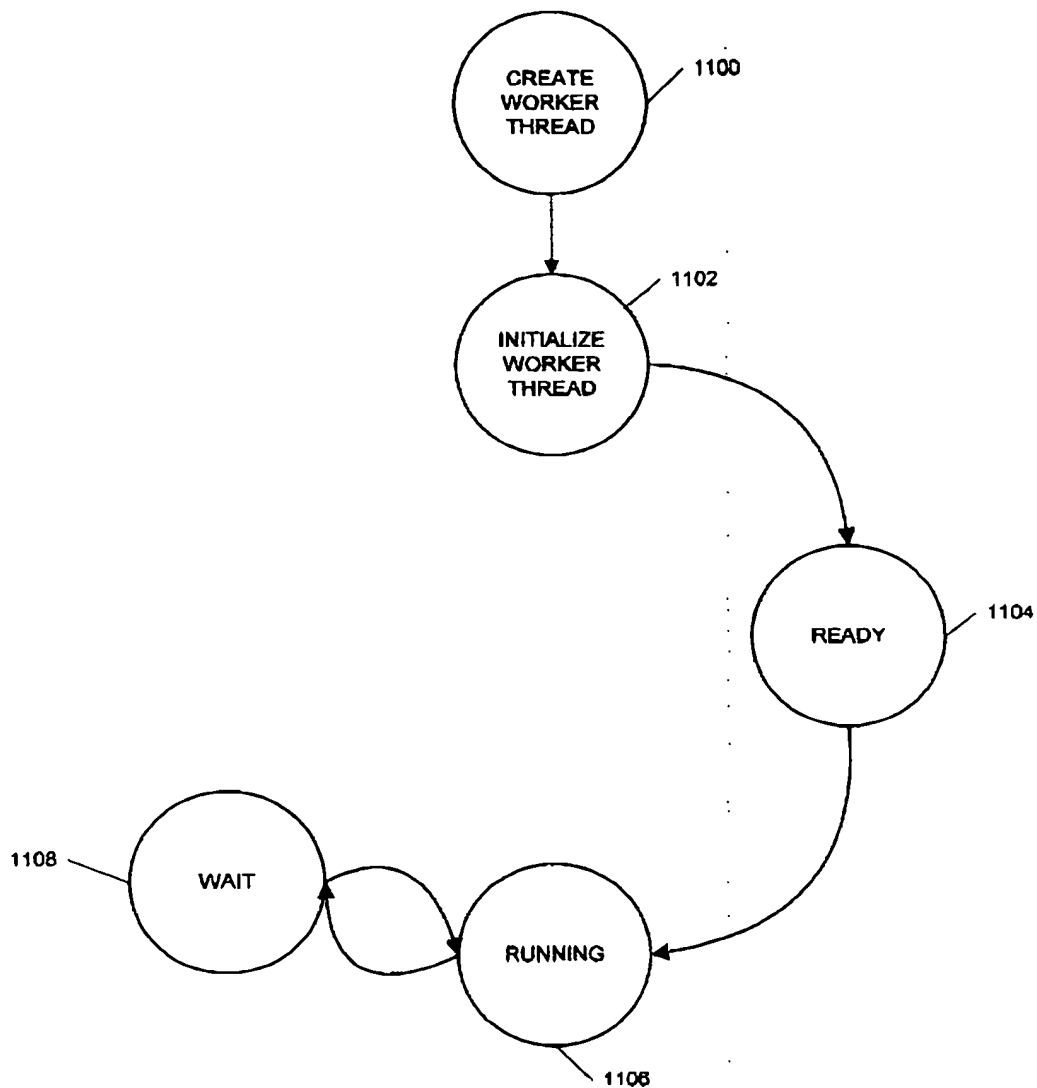 CREATE
WORKER
THREAD
1100
1102
INITIALIZE
WORKER
THREAD
READY
1104
1108
WAIT
RUNNING
1106